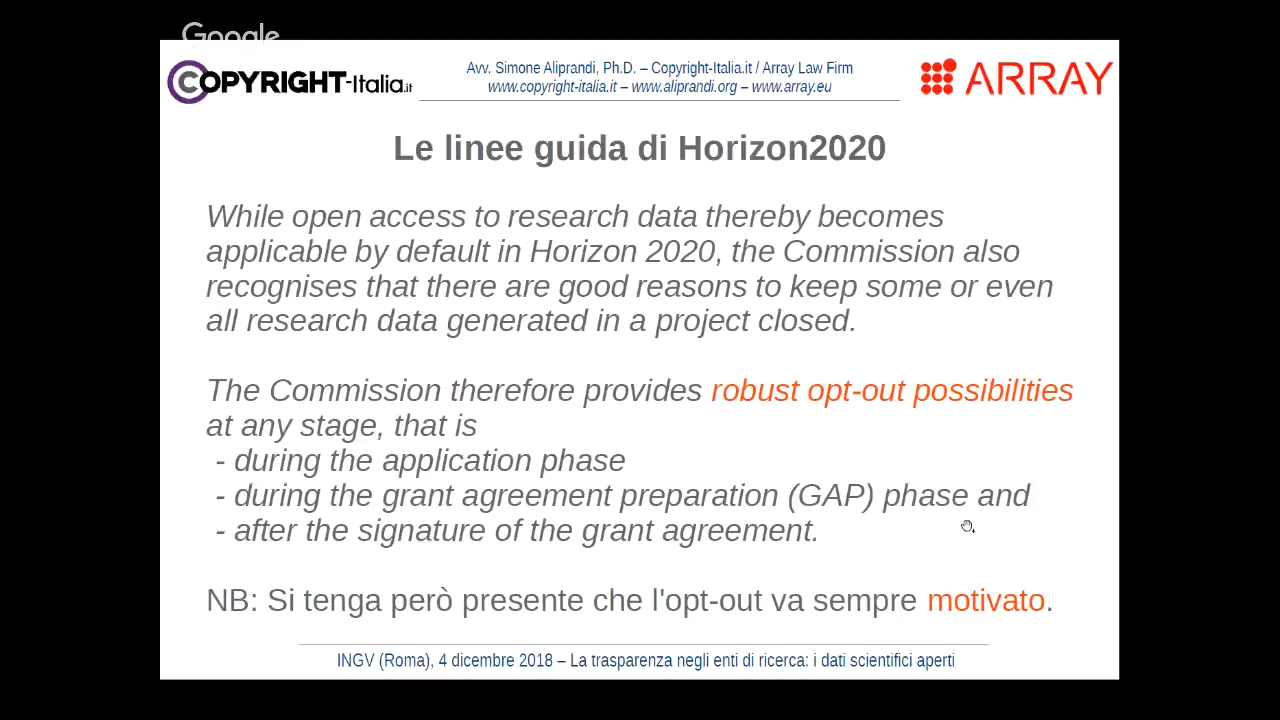 Google
COPYRIGHT-Italia.it
Avv. Simone Aliprandi, Ph.D. – Copyright-Italia.it / Array Law Firm
www.copyright-italia.it – www.aliprandi.org – www.array.eu
ARRAY
Le linee guida di Horizon2020
While open access to research data thereby becomes
applicable by default in Horizon 2020, the Commission also
recognises that there are good reasons to keep some or even
all research data generated in a project closed.
The Commission therefore provides robust opt-out possibilities
at any stage, that is
- during the application phase
- during the grant agreement preparation (GAP) phase and
- after the signature of the grant agreement.
NB: Si tenga però presente che l'opt-out va sempre motivato.
INGV (Roma), 4 dicembre 2018 – La trasparenza negli enti di ricerca: i dati scientifici aperti